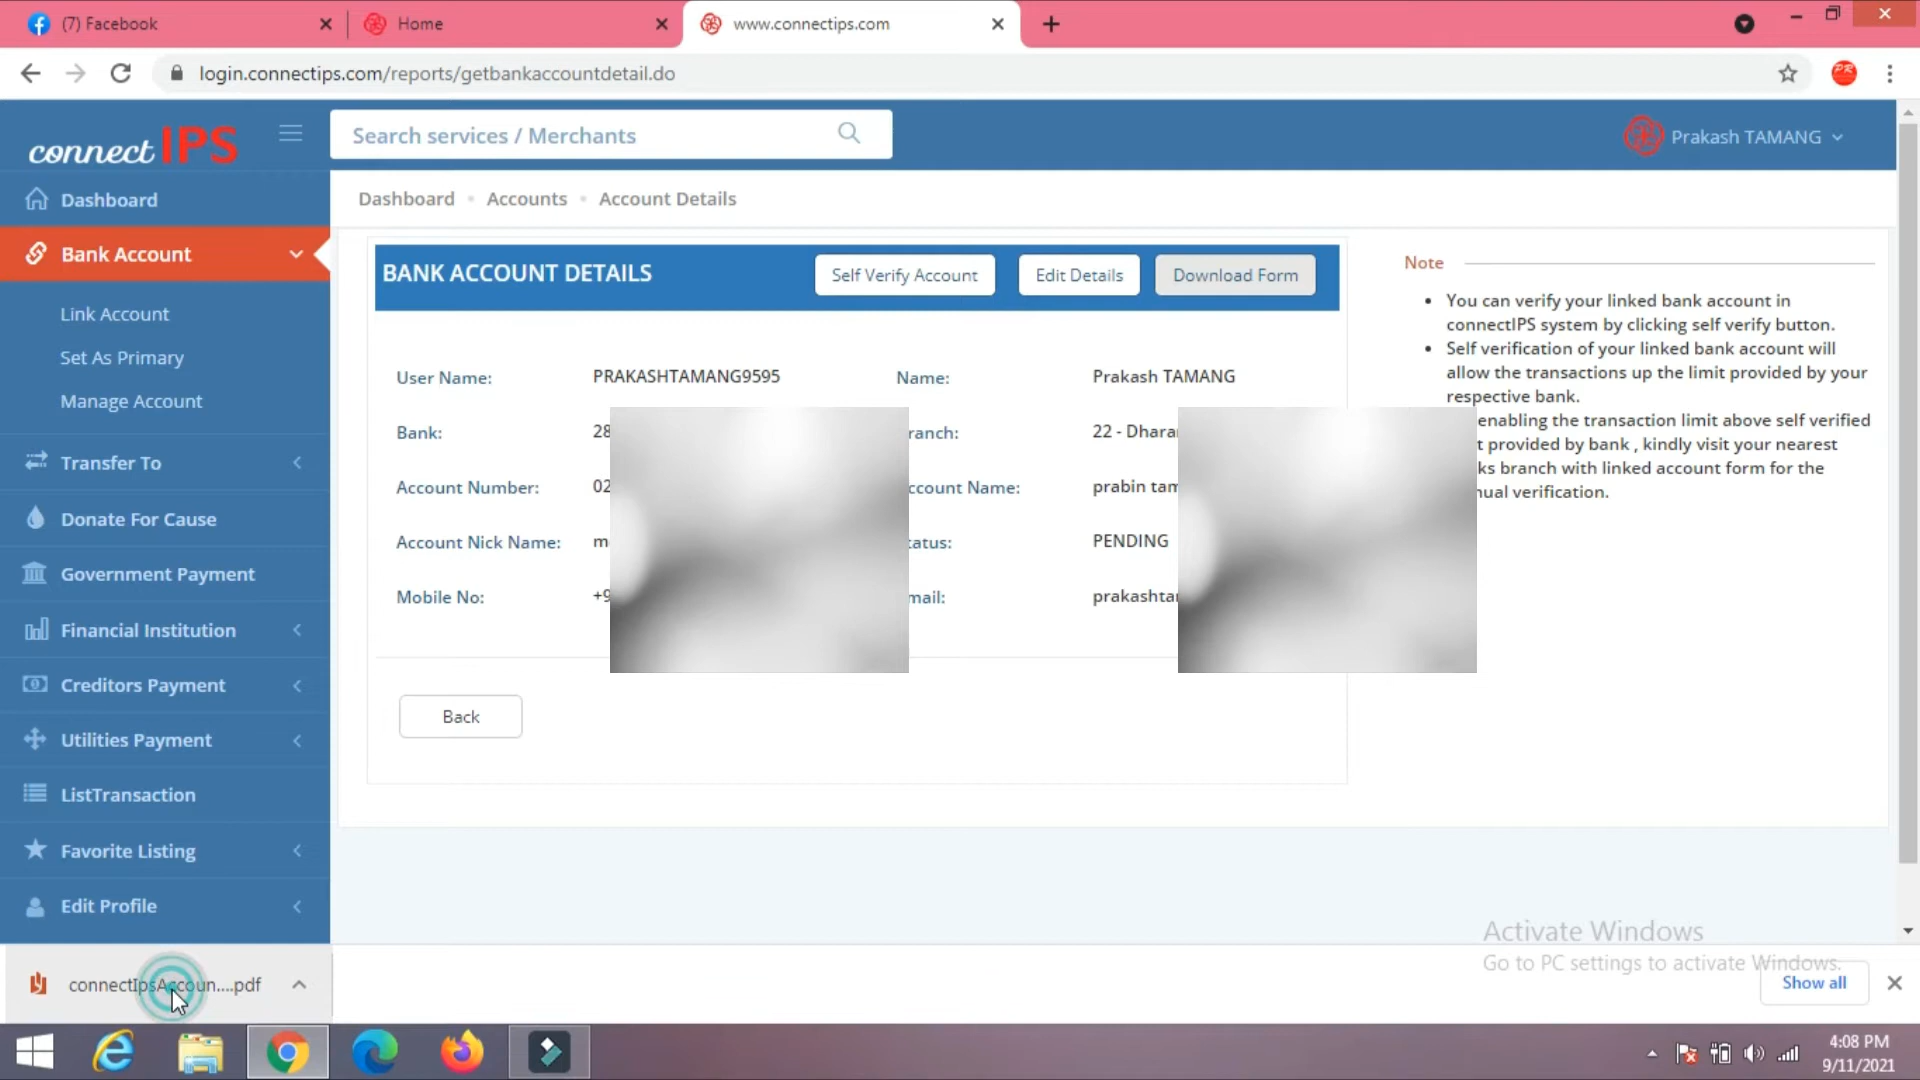 (7) Facebook
Home
www.connectips.com
login.connectips.com/reports/getbankaccountdetail.do
connectIPS
Search services / Merchants
Prakash TAMANG
Dashboard
Bank Account
Link Account
Set As Primary
Manage Account
Transfer To
Donate For Cause
Government Payment
Financial Institution
Creditors Payment
Utilities Payment
ListTransaction
Favorite Listing
Edit Profile
Dashboard • Accounts • Account Details
BANK ACCOUNT DETAILS
Self Verify Account
Edit Details
Download Form
User Name: PRAKASHTAMANG9595 Name: Prakash TAMANG
Bank: 28 ranch: 22 - Dhara
Account Number: 02 ccount Name: prabin tam
Account Nick Name: m tatus: PENDING
Mobile No: +9 mail: prakashta
Back
Note
• You can verify your linked bank account in
connectIPS system by clicking self verify button.
• Self verification of your linked bank account will
allow the transactions up the limit provided by your
respective bank.
enabling the transaction limit above self verified
t provided by bank , kindly visit your nearest
ks branch with linked account form for the
nual verification.
Activate Windows
Go to PC settings to activate Windows.
connectIpsAccoun....pdf
Show all
4:08 PM
9/11/2021